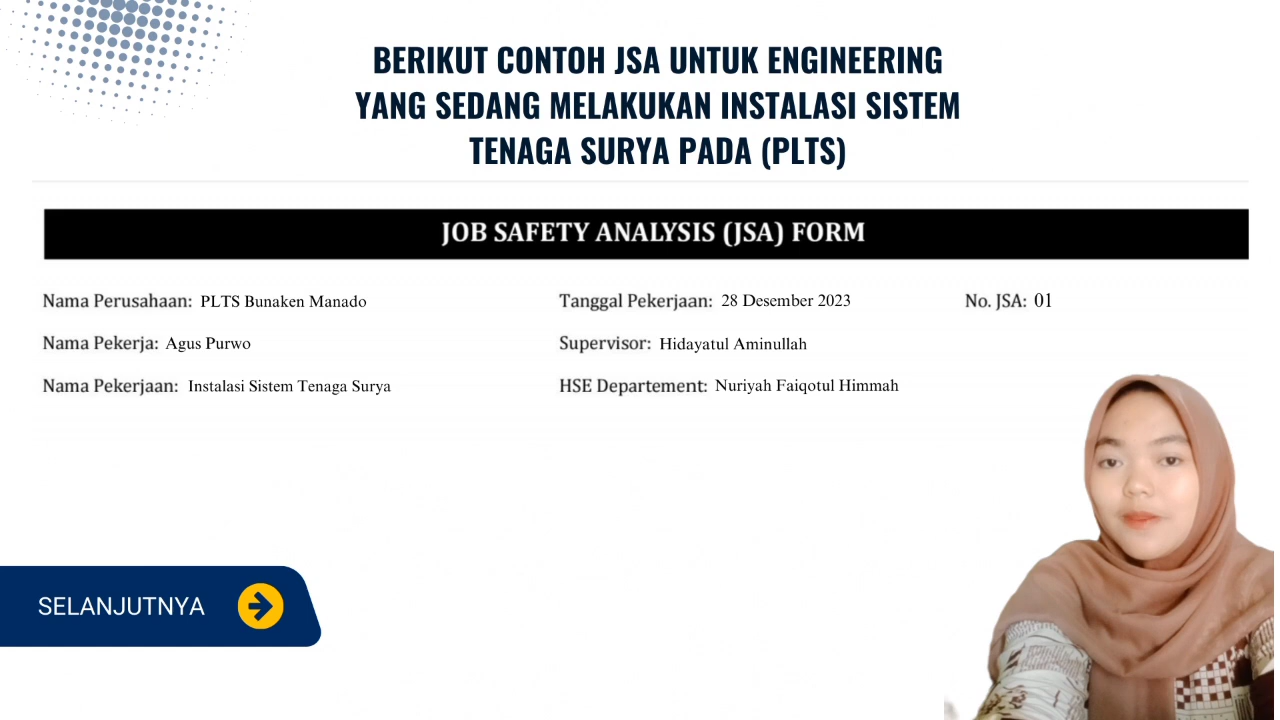 BERIKUT CONTOH JSA UNTUK ENGINEERING
YANG SEDANG MELAKUKAN INSTALASI SISTEM
TENAGA SURYA PADA (PLTS)
JOB SAFETY ANALYSIS (JSA) FORM
Nama Perusahaan: PLTS Bunaken Manado
Tanggal Pekerjaan: 28 Desember 2023
No. JSA: 01
Nama Pekerja: Agus Purwo
Supervisor: Hidayatul Aminullah
Nama Pekerjaan: Instalasi Sistem Tenaga Surya
HSE Departement: Nuriyah Faiqotul Himmah
SELANJUTNYA